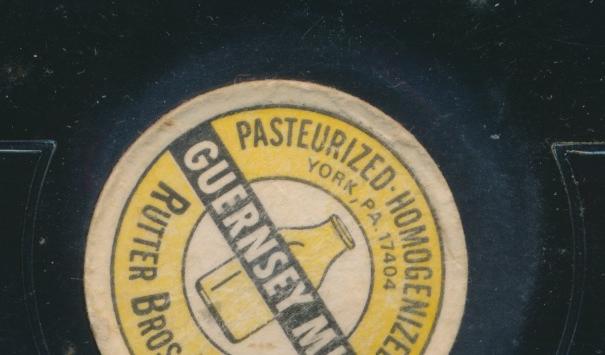 PASTEURIZED·HOMOGENIZED
YORK, PA. 17404
GUERNSEY
RUTTER BROS